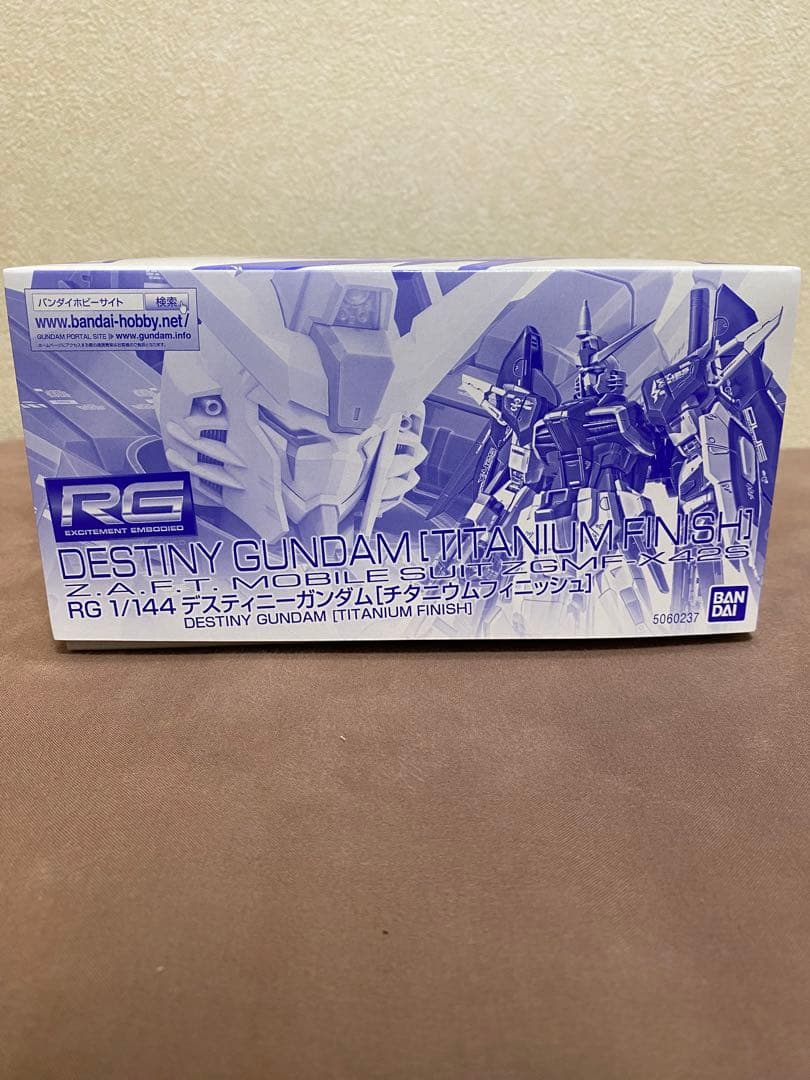 バンダイホビーサイト 検索
www.bandai-hobby.net/
GUNDAM PORTAL SITE ▶ www.gundam.info
RG
EXCITEMENT EMBODIED
DESTINY GUNDAM [TITANIUM FINISH]
Z.A.F.T. MOBILE SUIT ZGMF-X42S
RG 1/144 デスティニーガンダム[チタニウムフィニッシュ]
DESTINY GUNDAM [TITANIUM FINISH]
5060237
BAN
DAI